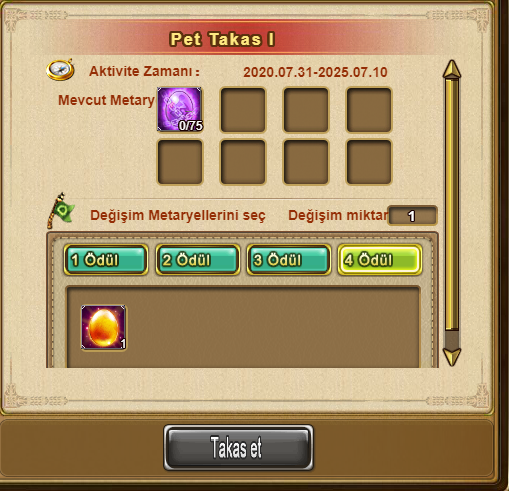 Pet Takas I
Aktivite Zamanı : 2020.07.31-2025.07.10
Mevcut Metary
0/75
Değişim Metaryellerini seç Değişim miktar 1
1 Ödül 2 Ödül 3 Ödül 4 Ödül
1
Takas et